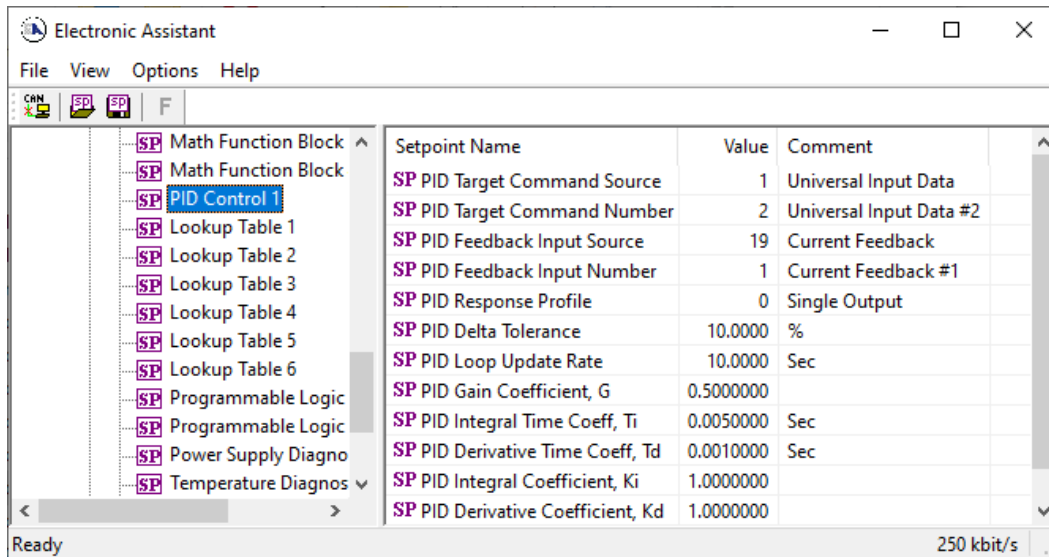 Electronic Assistant
File View Options Help
CAN SP SP F
SP Math Function Block
SP Math Function Block
SP PID Control 1
SP Lookup Table 1
SP Lookup Table 2
SP Lookup Table 3
SP Lookup Table 4
SP Lookup Table 5
SP Lookup Table 6
SP Programmable Logic
SP Programmable Logic
SP Power Supply Diagno
SP Temperature Diagnos
Setpoint Name Value Comment
SP PID Target Command Source 1 Universal Input Data
SP PID Target Command Number 2 Universal Input Data #2
SP PID Feedback Input Source 19 Current Feedback
SP PID Feedback Input Number 1 Current Feedback #1
SP PID Response Profile 0 Single Output
SP PID Delta Tolerance 10.0000 %
SP PID Loop Update Rate 10.0000 Sec
SP PID Gain Coefficient, G 0.5000000
SP PID Integral Time Coeff, Ti 0.0050000 Sec
SP PID Derivative Time Coeff, Td 0.0010000 Sec
SP PID Integral Coefficient, Ki 1.0000000
SP PID Derivative Coefficient, Kd 1.0000000
Ready 250 kbit/s